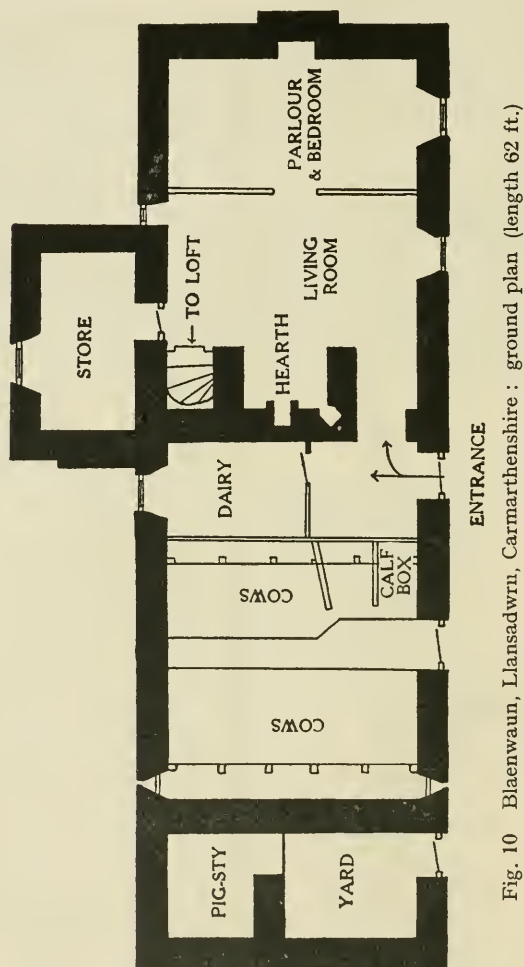 STORE
TO LOFT
PARLOUR
& BEDROOM
LIVING
ROOM
HEARTH
DAIRY
COWS
CALF
BOX
COWS
PIG-STY
YARD
ENTRANCE
Fig. 10 Blaenwaun, Llansadwrn, Carmarthenshire : ground plan (length 62 ft.)